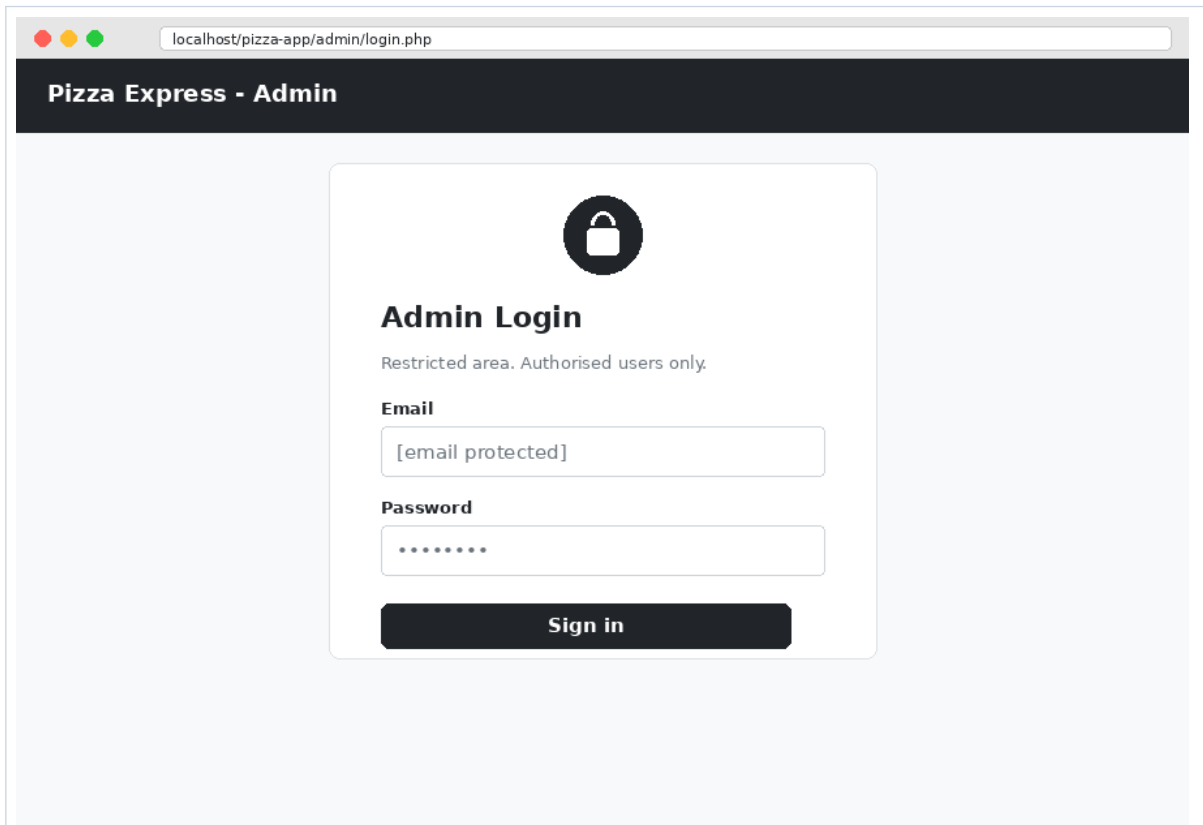 localhost/pizza-app/admin/login.php
Pizza Express - Admin
Admin Login
Restricted area. Authorised users only.
Email
[email protected]
Password
••••••••
Sign in